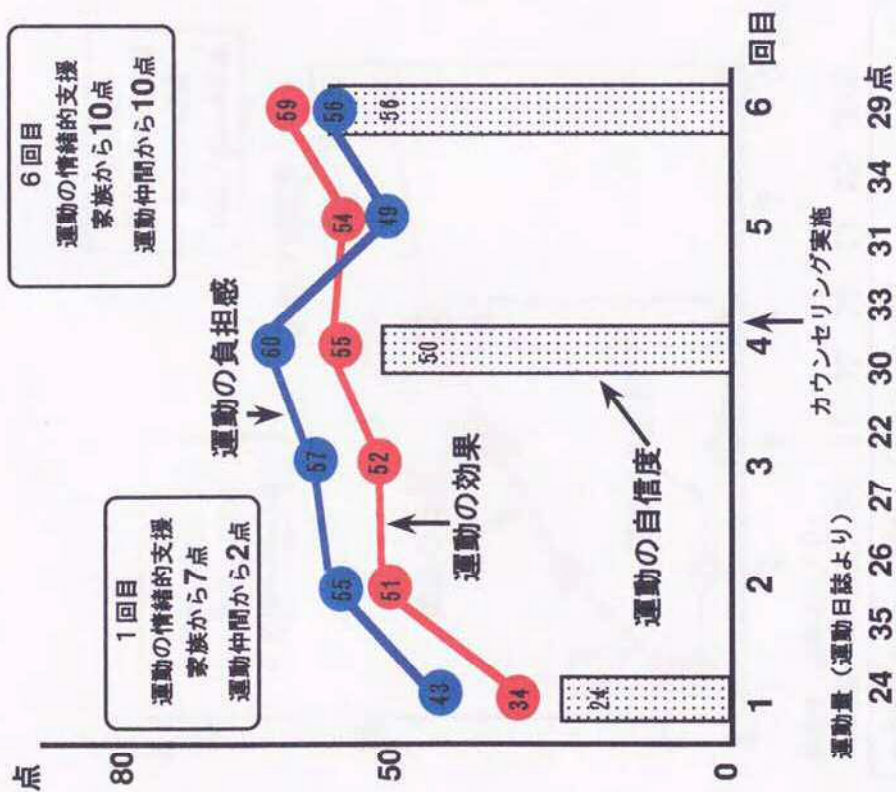 点
80
50
0
1回目
運動の情緒的支援
家族から7点
運動仲間から2点
6回目
運動の情緒的支援
家族から10点
運動仲間から10点
運動の負担感
43
55
57
60
49
56
34
51
52
55
54
59
運動の効果
運動の自信度
24
50
56
1 2 3 4 5 6 回目
カウンセリング実施
運動量（運動日誌より）
24 35 26 27 22 30 33 31 34 29点